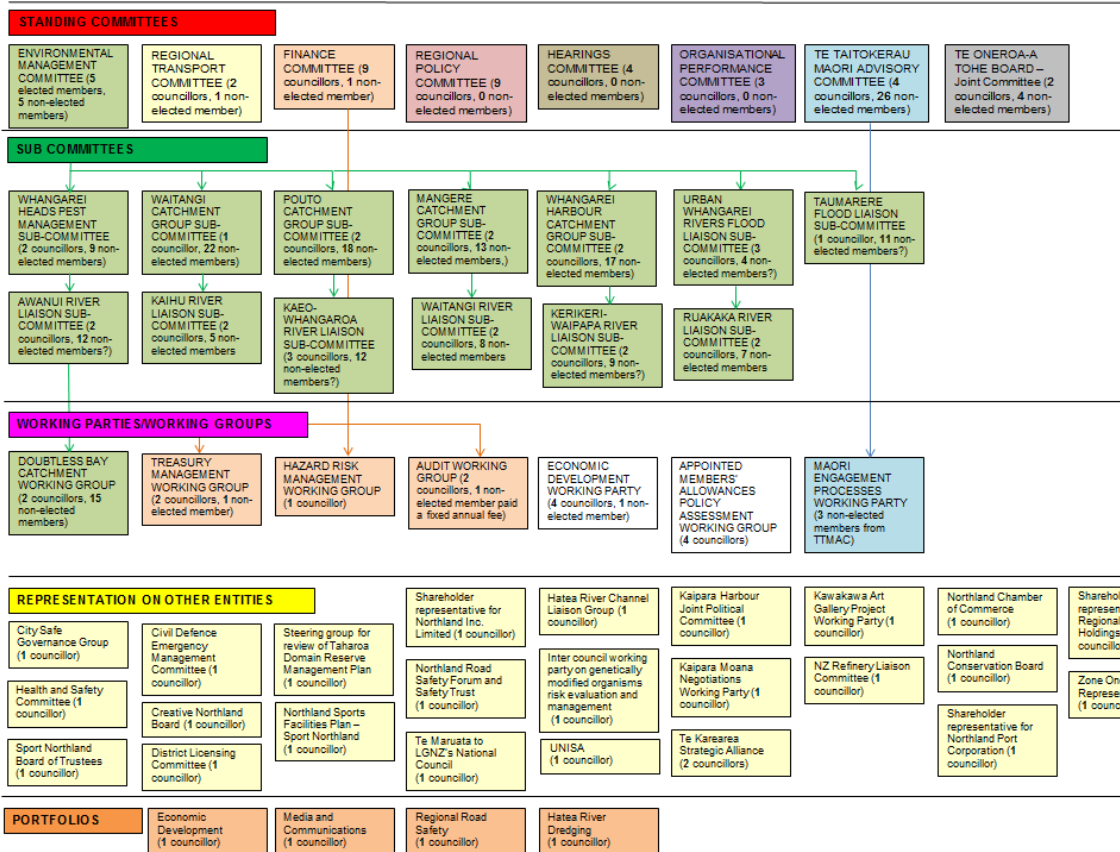 STANDING COMMITTEES
ENVIRONMENTAL
MANAGEMENT
COMMITTEE (5
elected members,
5 non-elected
members)
REGIONAL
TRANSPORT
COMMITTEE (2
councillors, 1 non-
elected member)
FINANCE
COMMITTEE (9
councillors, 1 non-
elected member)
REGIONAL
POLICY
COMMITTEE (9
councillors, 0 non-
elected members)
HEARINGS
COMMITTEE (4
councillors, 0 non-
elected members)
ORGANISATIONAL
PERFORMANCE
COMMITTEE (3
councillors, 0 non-
elected members)
TE TAITOKERAU
MAORI ADVISORY
COMMITTEE (4
councillors, 26 non-
elected members)
TE ONEROA-A
TOHE BOARD –
Joint Committee (2
councillors, 4 non-
elected members)
SUB COMMITTEES
WHANGAREI
HEADS PEST
MANAGEMENT
SUB-COMMITTEE
(2 councillors, 9 non-
elected members)
WAITANGI
CATCHMENT
GROUP SUB-
COMMITTEE (1
councillor, 22 non-
elected members)
POUTO
CATCHMENT
GROUP SUB-
COMMITTEE (2
councillors, 18 non-
elected members)
MANGERE
CATCHMENT
GROUP SUB-
COMMITTEE (2
councillors, 13 non-
elected members,)
WHANGAREI
HARBOUR
CATCHMENT
GROUP SUB-
COMMITTEE (2
councillors, 17 non-
elected members)
URBAN
WHANGAREI
RIVERS FLOOD
LIAISON SUB-
COMMITTEE (3
councillors, 4 non-
elected members?)
TAUMARERE
FLOOD LIAISON
SUB-COMMITTEE
(1 councillor, 11 non-
elected members?)
AWANUI RIVER
LIAISON SUB-
COMMITTEE (2
councillors, 12 non-
elected members?)
KAIHU RIVER
LIAISON SUB-
COMMITTEE (2
councillors, 5 non-
elected members
KAEO-
WHANGAROA
RIVER LIAISON
SUB-COMMITTEE
(3 councillors, 12
non-elected
members?)
WAITANGI RIVER
LIAISON SUB-
COMMITTEE (2
councillors, 8 non-
elected members
KERIKERI-
WAIPAPA RIVER
LIAISON SUB-
COMMITTEE (2
councillors, 9 non-
elected members?)
RUAKAKA RIVER
LIAISON SUB-
COMMITTEE (2
councillors, 7 non-
elected members
WORKING PARTIES/WORKING GROUPS
DOUBTLESS BAY
CATCHMENT
WORKING GROUP
(2 councillors, 15
non-elected
members)
TREASURY
MANAGEMENT
WORKING GROUP
(2 councillors, 1 non-
elected member)
HAZARD RISK
MANAGEMENT
WORKING GROUP
(1 councillor)
AUDIT WORKING
GROUP (2
councillors, 1 non-
elected member paid
a fixed annual fee)
ECONOMIC
DEVELOPMENT
WORKING PARTY
(4 councillors, 1 non-
elected member)
APPOINTED
MEMBERS'
ALLOWANCES
POLICY
ASSESSMENT
WORKING GROUP
(4 councillors)
MAORI
ENGAGEMENT
PROCESSES
WORKING PARTY
(3 non-elected
members from
TTMAC)
REPRESENTATION ON OTHER ENTITIES
City Safe
Governance Group
(1 councillor)
Health and Safety
Committee (1
councillor)
Sport Northland
Board of Trustees
(1 councillor)
Civil Defence
Emergency
Management
Committee (1
councillor)
Creative Northland
Board (1 councillor)
District Licensing
Committee (1
councillor)
Steering group for
review of Taharoa
Domain Reserve
Management Plan
(1 councillor)
Northland Sports
Facilities Plan –
Sport Northland
(1 councillor)
Shareholder
representative for
Northland Inc.
Limited (1 councillor)
Northland Road
Safety Forum and
Safety Trust
(1 councillor)
Te Maruata to
LGNZ's National
Council
(1 councillor)
Hatea River Channel
Liaison Group (1
councillor)
Inter council working
party on genetically
modified organisms
risk evaluation and
management
(1 councillor)
UNISA
(1 councillor)
Kaipara Harbour
Joint Political
Committee (1
councillor)
Kaipara Moana
Negotiations
Working Party (1
councillor)
Te Karearea
Strategic Alliance
(2 councillors)
Kawakawa Art
Gallery Project
Working Party (1
councillor)
NZ Refinery Liaison
Committee (1
councillor)
Northland Chamber
of Commerce (1
councillor)
Northland
Conservation Board
(1 councillor)
Shareholder
representative for
Northland Port
Corporation (1
councillor)
Sharehol
represen
Regional
Holdings
councillo
Zone One
Represe
(1 counc
PORTFOLIOS
Economic
Development
(1 councillor)
Media and
Communications
(1 councillor)
Regional Road
Safety
(1 councillor)
Hatea River
Dredging
(1 councillor)